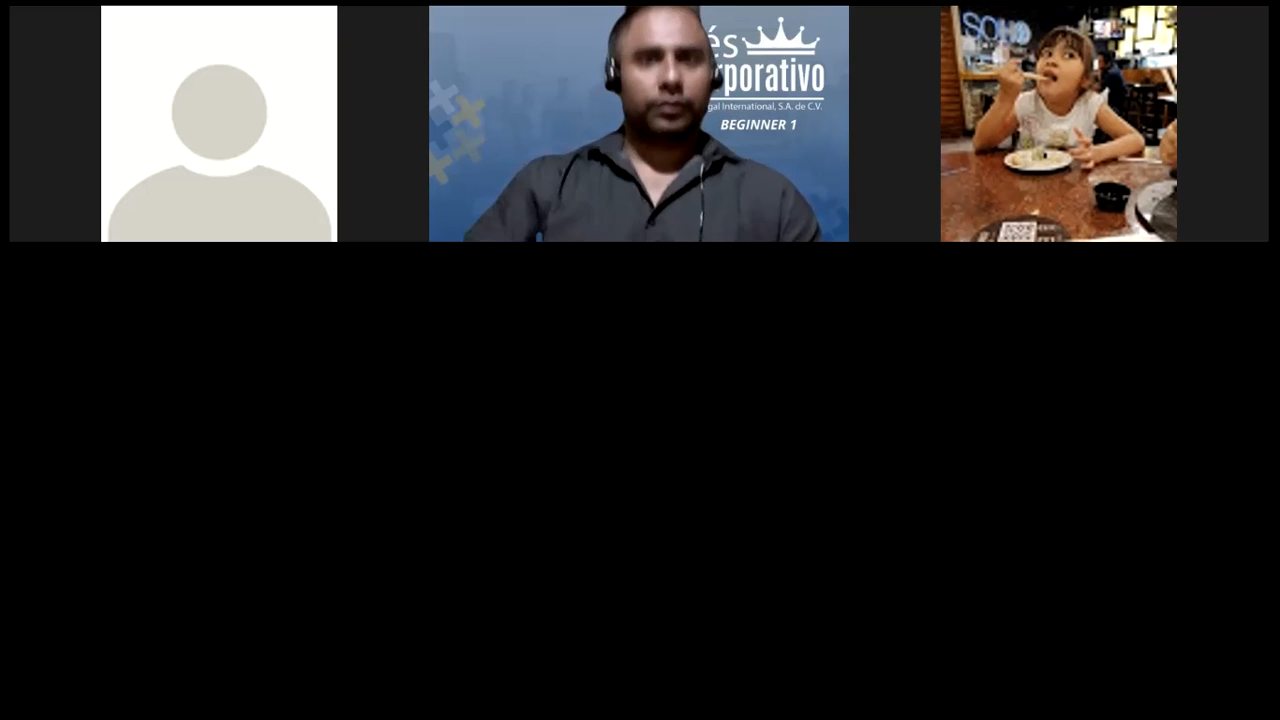 és
rporativo
gal International, S.A. de C.V.
BEGINNER 1
SOHO